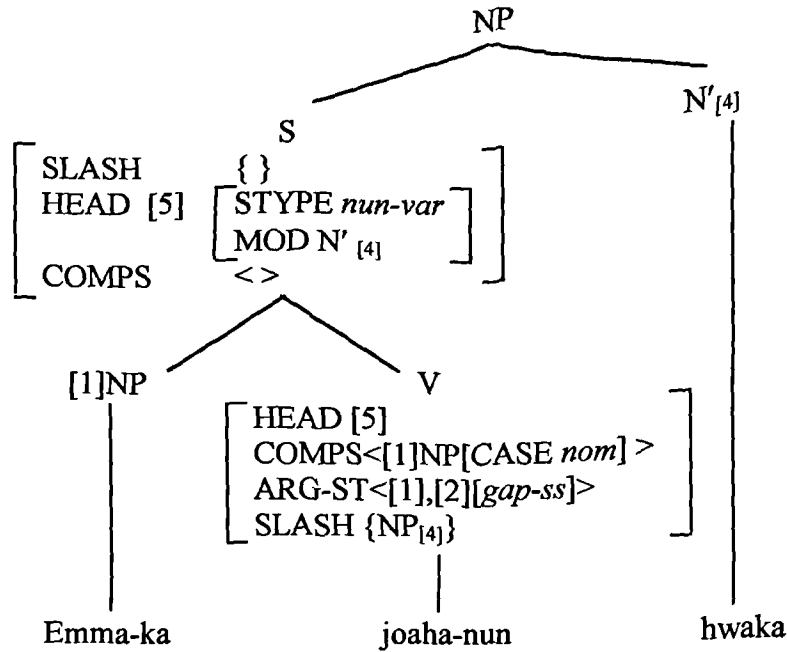 NP
N'[4]
S
SLASH { }
HEAD [5] [STYPE nun-var
MOD N' [4]]
COMPS < >
[1]NP V
HEAD [5]
COMPS<[1]NP[CASE nom] >
ARG-ST<[1],[2][gap-ss]>
SLASH {NP[4]}
Emma-ka joaha-nun hwaka